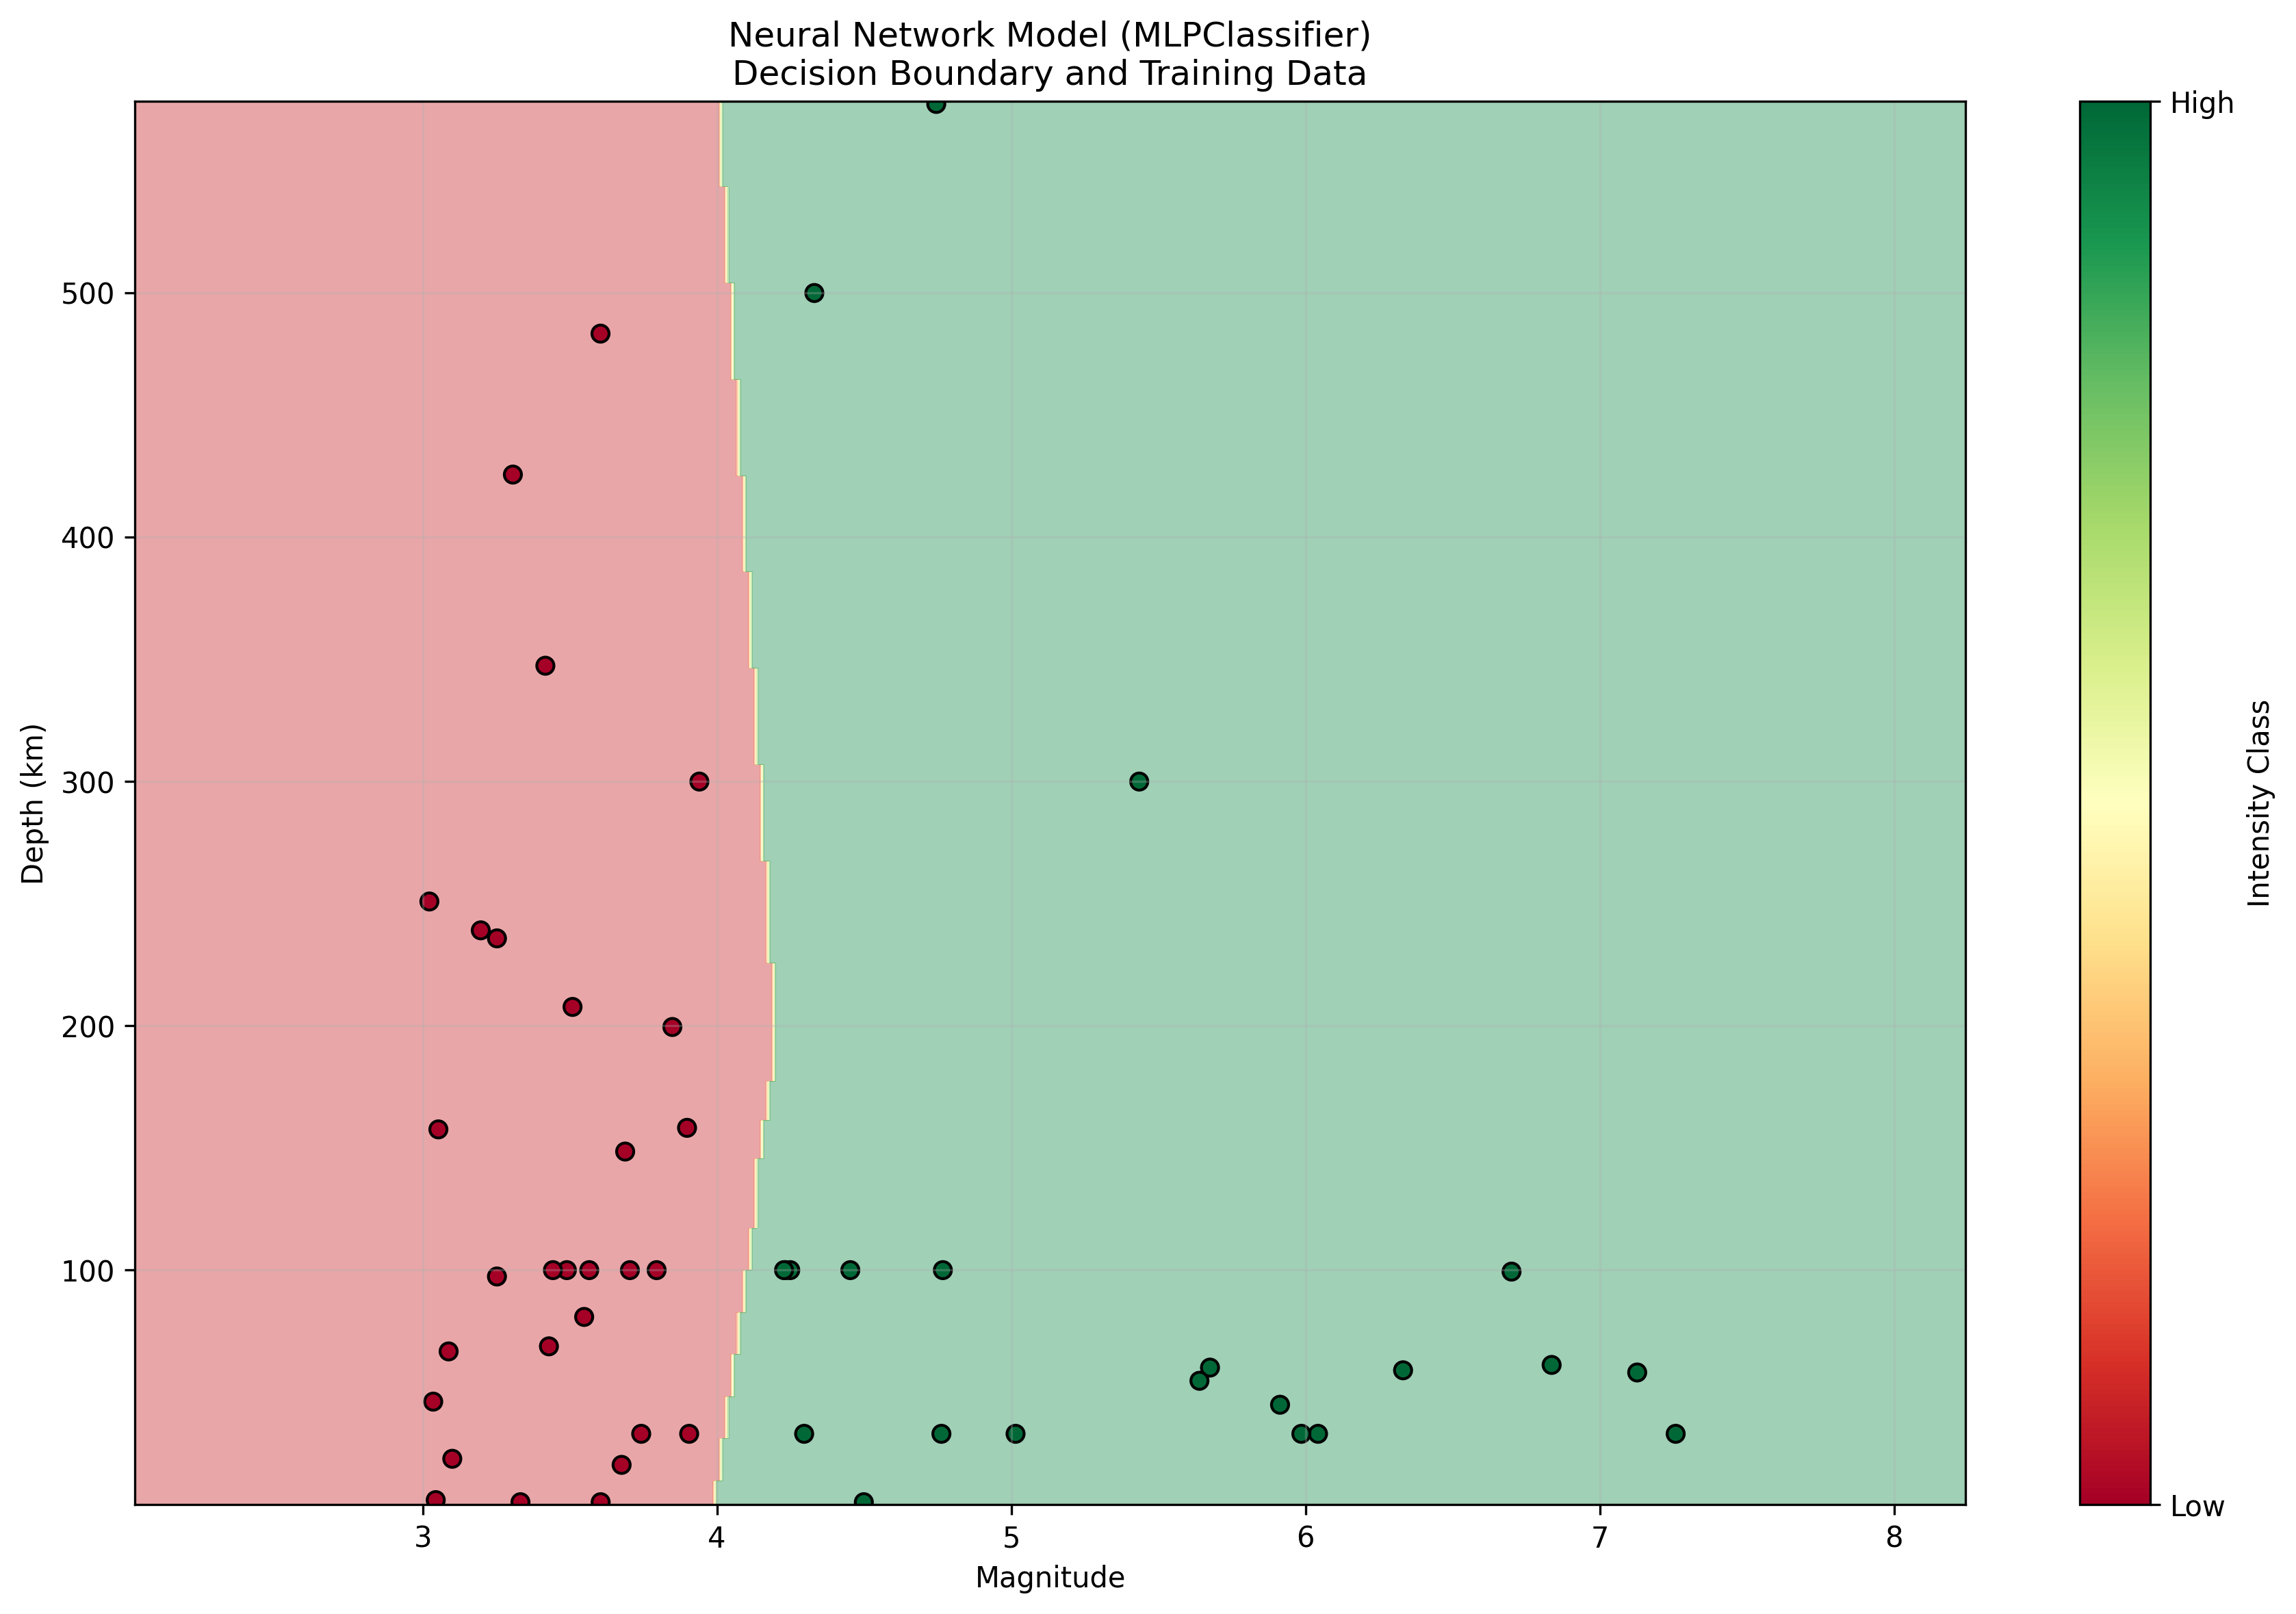 Neural Network Model (MLPClassifier)
Decision Boundary and Training Data
High
500
400
300
200
100
Depth (km)
Intensity Class
Low
3
4
5
6
7
8
Magnitude